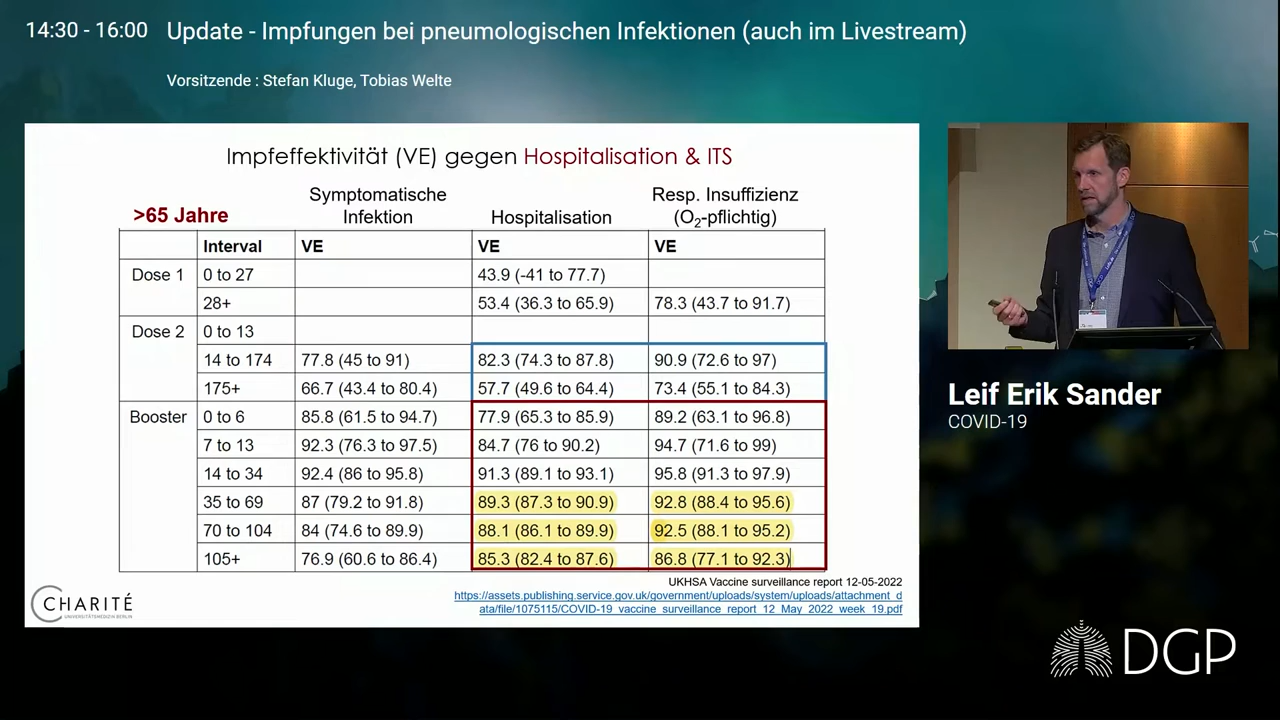 14:30 - 16:00 Update - Impfungen bei pneumologischen Infektionen (auch im Livestream)
Vorsitzende : Stefan Kluge, Tobias Welte
Impfeffektivität (VE) gegen Hospitalisation & ITS
>65 Jahre
Symptomatische
Infektion
Hospitalisation
Resp. Insuffizienz
(O2-pflichtig)
Interval VE VE VE
Dose 1 0 to 27 43.9 (-41 to 77.7)
28+ 53.4 (36.3 to 65.9) 78.3 (43.7 to 91.7)
Dose 2 0 to 13
14 to 174 77.8 (45 to 91) 82.3 (74.3 to 87.8) 90.9 (72.6 to 97)
175+ 66.7 (43.4 to 80.4) 57.7 (49.6 to 64.4) 73.4 (55.1 to 84.3)
Booster 0 to 6 85.8 (61.5 to 94.7) 77.9 (65.3 to 85.9) 89.2 (63.1 to 96.8)
7 to 13 92.3 (76.3 to 97.5) 84.7 (76 to 90.2) 94.7 (71.6 to 99)
14 to 34 92.4 (86 to 95.8) 91.3 (89.1 to 93.1) 95.8 (91.3 to 97.9)
35 to 69 87 (79.2 to 91.8) 89.3 (87.3 to 90.9) 92.8 (88.4 to 95.6)
70 to 104 84 (74.6 to 89.9) 88.1 (86.1 to 89.9) 92.5 (88.1 to 95.2)
105+ 76.9 (60.6 to 86.4) 85.3 (82.4 to 87.6) 86.8 (77.1 to 92.3)
UKHSA Vaccine surveillance report 12-05-2022
https://assets.publishing.service.gov.uk/government/uploads/system/uploads/attachment_d
ata/file/1075115/COVID-19_vaccine_surveillance_report_12_May_2022_week_19.pdf
CHARITÉ
UNIVERSITÄTSMEDIZIN BERLIN
Leif Erik Sander
COVID-19
DGP